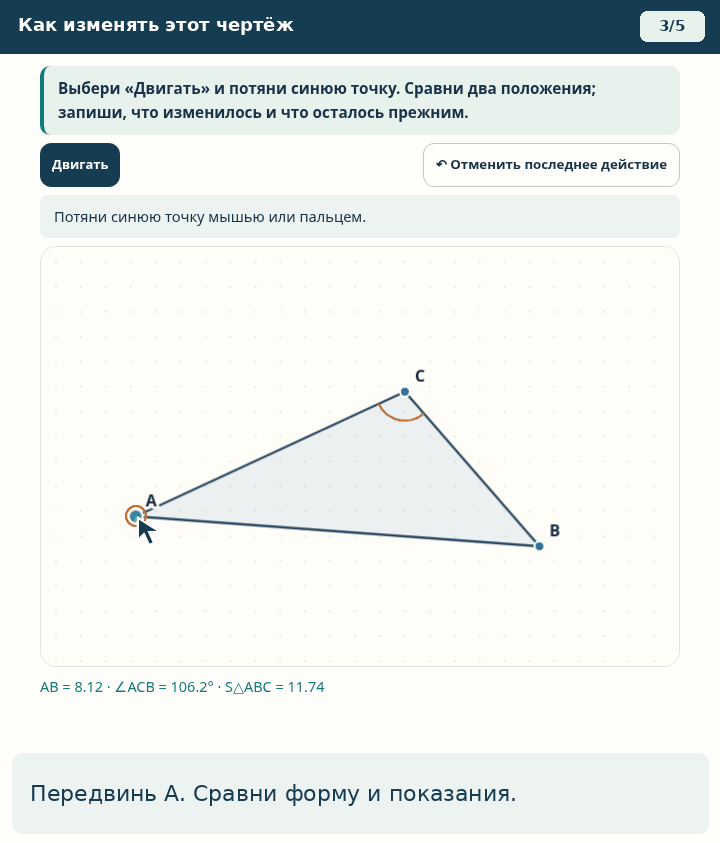 Как изменять этот чертёж
3/5
Выбери «Двигать» и потяни синюю точку. Сравни два положения;
запиши, что изменилось и что осталось прежним.
Двигать
↶ Отменить последнее действие
Потяни синюю точку мышью или пальцем.
C
A
B
AB = 8.12 · ∠ACB = 106.2° · S△ABC = 11.74
Передвинь A. Сравни форму и показания.